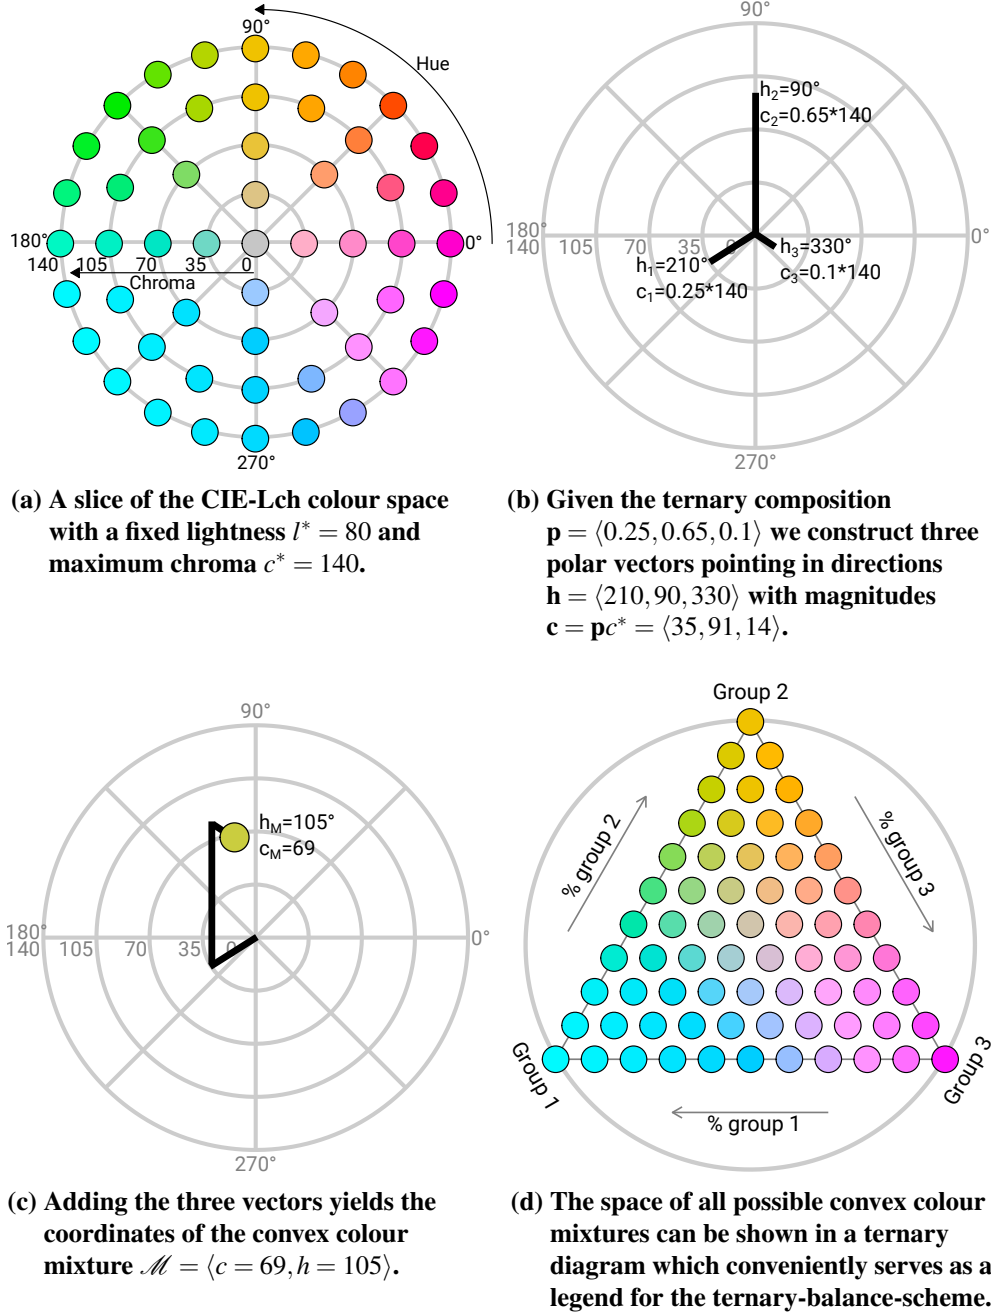 90°
Hue
180°
0°
140 105 70 35 0
Chroma
270°
(a) A slice of the CIE-Lch colour space
with a fixed lightness l* = 80 and
maximum chroma c* = 140.
90°
h₂=90°
c₂=0.65*140
180°
0°
140 105 70 35 0
h₃=330°
h₁=210°
c₃=0.1*140
c₁=0.25*140
270°
(b) Given the ternary composition
p = ⟨0.25,0.65,0.1⟩ we construct three
polar vectors pointing in directions
h = ⟨210,90,330⟩ with magnitudes
c = pc* = ⟨35,91,14⟩.
90°
h_M=105°
c_M=69
180°
0°
140 105 70 35 0
270°
(c) Adding the three vectors yields the
coordinates of the convex colour
mixture ℳ = ⟨c = 69, h = 105⟩.
Group 2
% group 2
% group 3
Group 1
Group 3
% group 1
(d) The space of all possible convex colour
mixtures can be shown in a ternary
diagram which conveniently serves as a
legend for the ternary-balance-scheme.